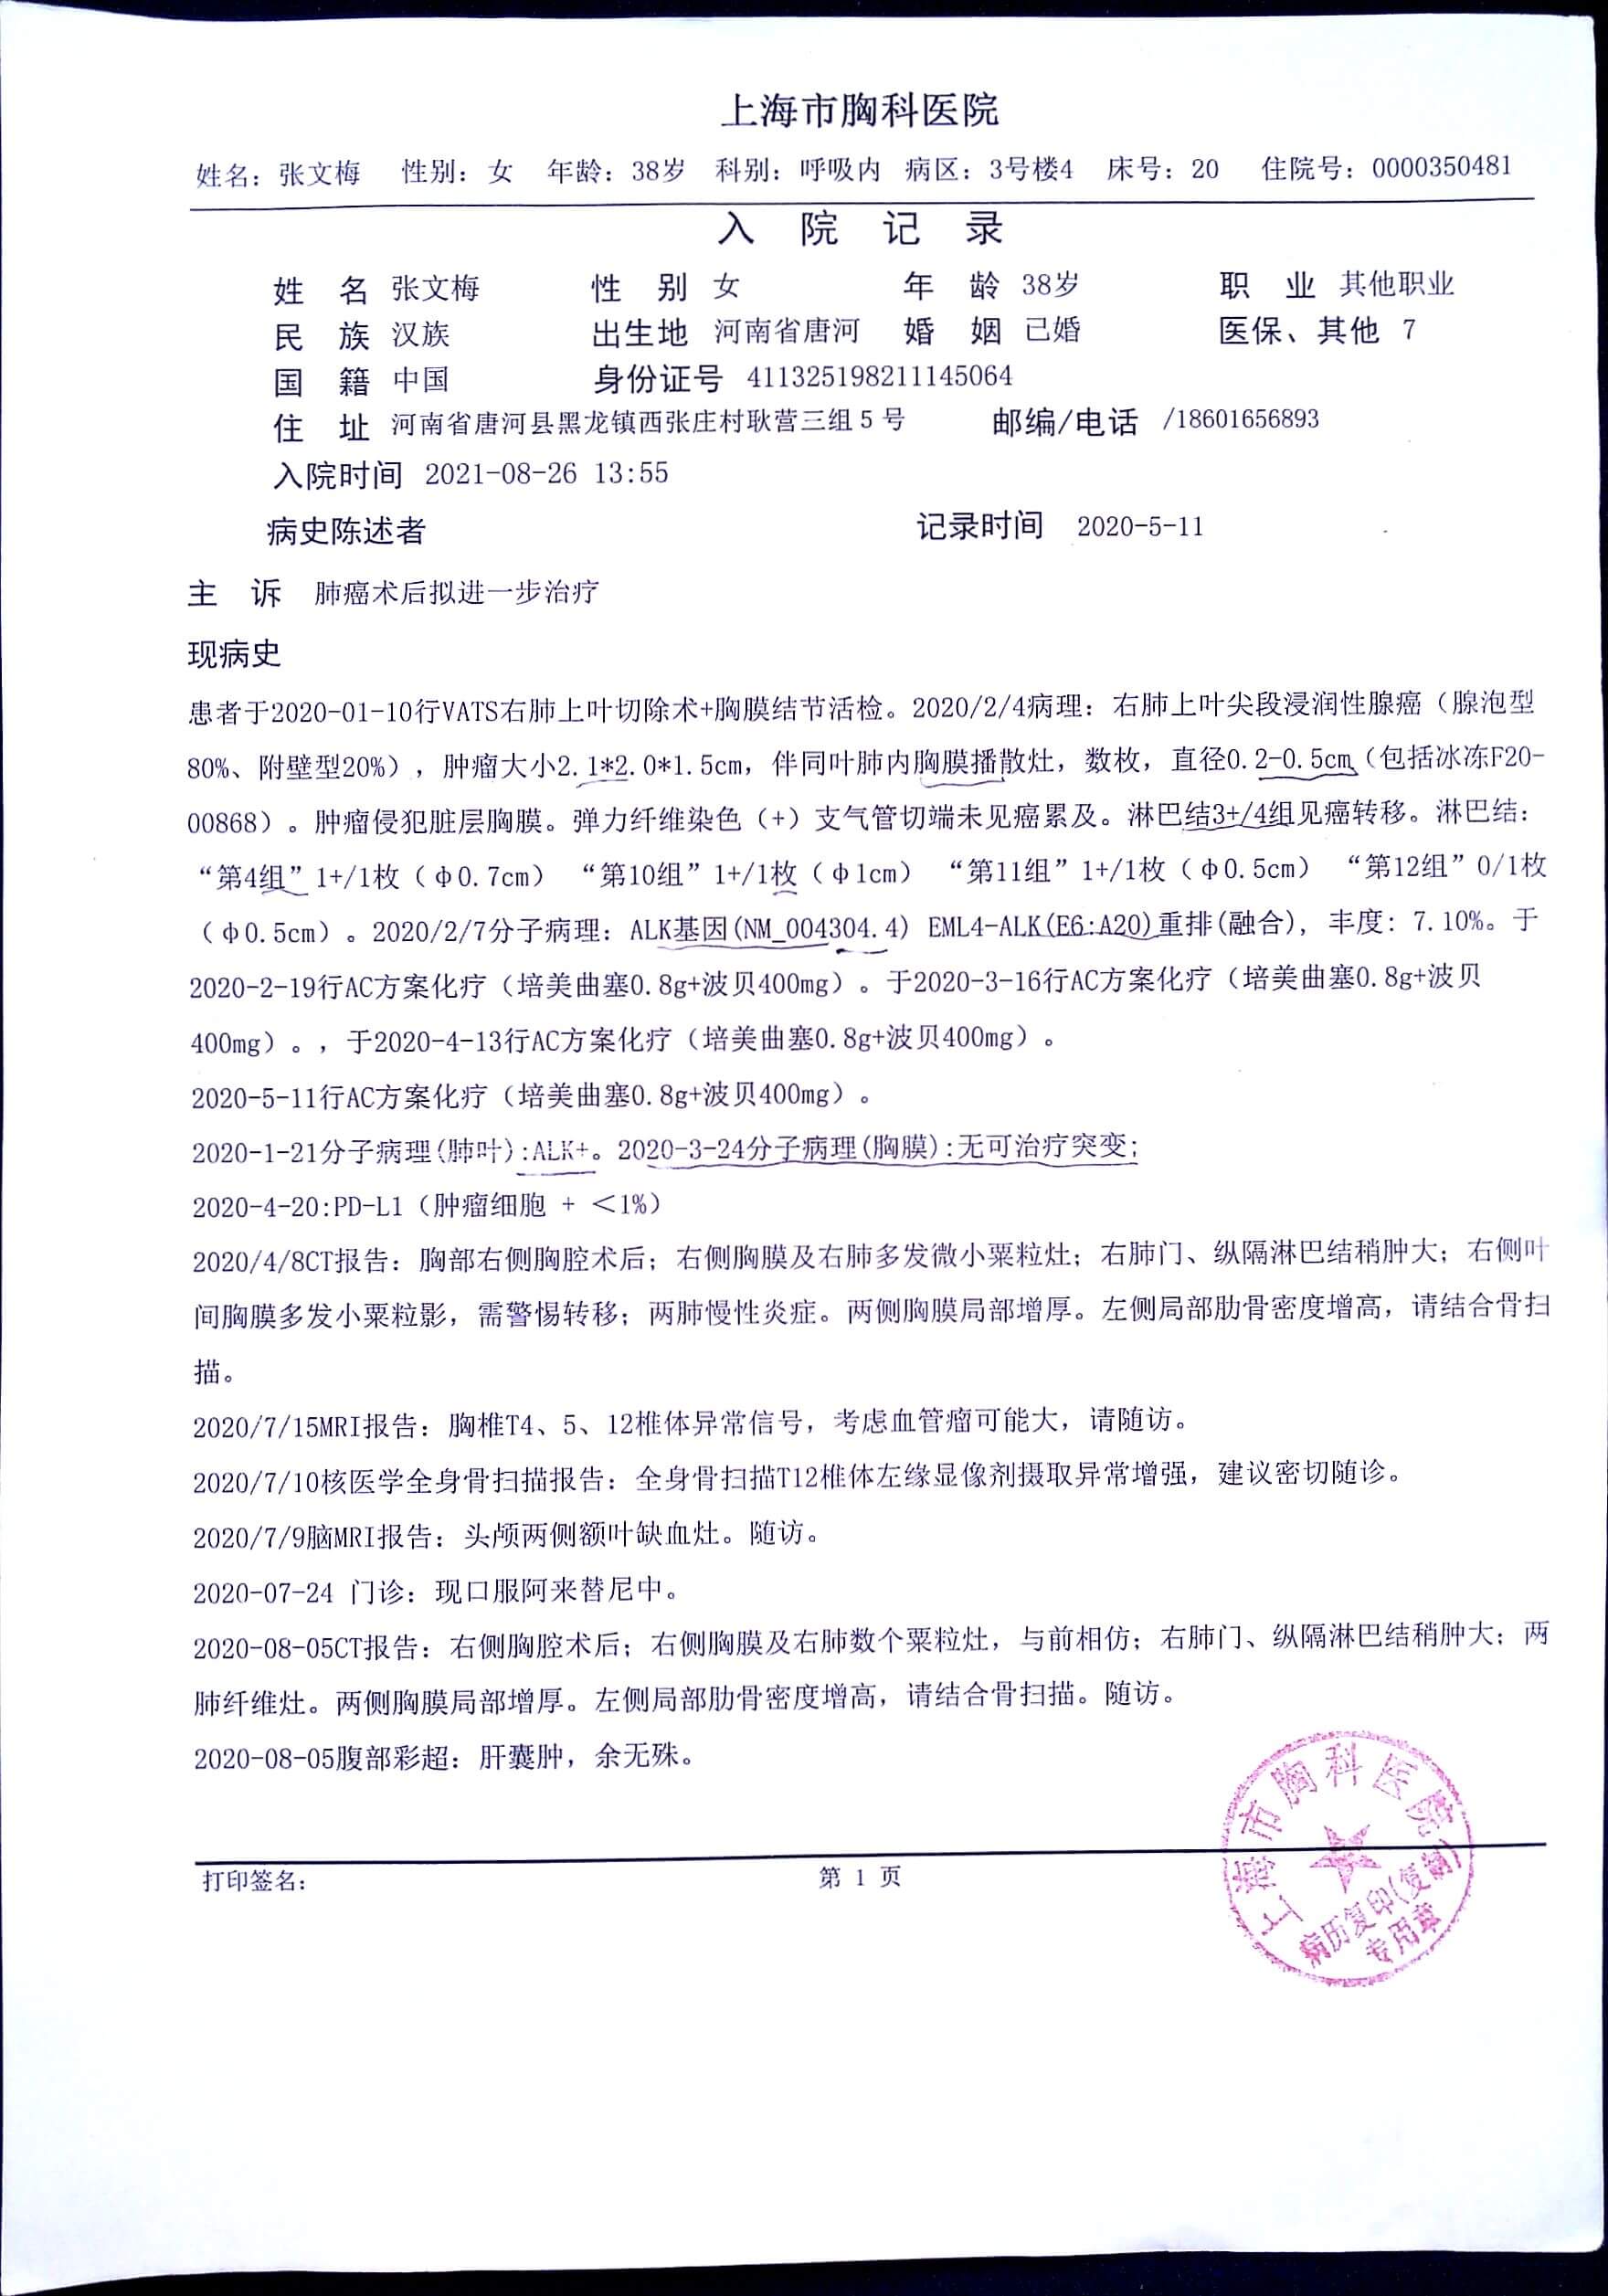 上海市胸科医院
姓名：张文梅 性别：女 年龄：38岁 科别：呼吸内 病区：3号楼4 床号：20 住院号：0000350481
入 院 记 录
姓 名 张文梅 性 别 女 年 龄 38岁 职 业 其他职业
民 族 汉族 出生地 河南省唐河 婚 姻 已婚 医保、其他 7
国 籍 中国 身份证号 411325198211145064
住 址 河南省唐河县黑龙镇西张庄村耿营三组5号 邮编/电话 /18601656893
入院时间 2021-08-26 13:55
病史陈述者 记录时间 2020-5-11
主 诉 肺癌术后拟进一步治疗
现病史
患者于2020-01-10行VATS右肺上叶切除术+胸膜结节活检。2020/2/4病理：右肺上叶尖段浸润性腺癌（腺泡型
80%、附壁型20%），肿瘤大小2.1*2.0*1.5cm，伴同叶肺内胸膜播散灶，数枚，直径0.2-0.5cm（包括冰冻F20-
00868）。肿瘤侵犯脏层胸膜。弹力纤维染色（+）支气管切端未见癌累及。淋巴结3+/4组见癌转移。淋巴结：
“第4组”1+/1枚（φ0.7cm） “第10组”1+/1枚（φ1cm） “第11组”1+/1枚（φ0.5cm） “第12组”0/1枚
（φ0.5cm）。2020/2/7分子病理：ALK基因(NM_004304.4) EML4-ALK(E6:A20)重排(融合), 丰度: 7.10%。于
2020-2-19行AC方案化疗（培美曲塞0.8g+波贝400mg）。于2020-3-16行AC方案化疗（培美曲塞0.8g+波贝
400mg）。，于2020-4-13行AC方案化疗（培美曲塞0.8g+波贝400mg）。
2020-5-11行AC方案化疗（培美曲塞0.8g+波贝400mg）。
2020-1-21分子病理(肺叶):ALK+。2020-3-24分子病理(胸膜):无可治疗突变;
2020-4-20:PD-L1（肿瘤细胞 + ＜1%）
2020/4/8CT报告：胸部右侧胸腔术后；右侧胸膜及右肺多发微小粟粒灶；右肺门、纵隔淋巴结稍肿大；右侧叶
间胸膜多发小粟粒影，需警惕转移；两肺慢性炎症。两侧胸膜局部增厚。左侧局部肋骨密度增高，请结合骨扫
描。
2020/7/15MRI报告：胸椎T4、5、12椎体异常信号，考虑血管瘤可能大，请随访。
2020/7/10核医学全身骨扫描报告：全身骨扫描T12椎体左缘显像剂摄取异常增强，建议密切随诊。
2020/7/9脑MRI报告：头颅两侧额叶缺血灶。随访。
2020-07-24 门诊：现口服阿来替尼中。
2020-08-05CT报告：右侧胸腔术后；右侧胸膜及右肺数个粟粒灶，与前相仿；右肺门、纵隔淋巴结稍肿大；两
肺纤维灶。两侧胸膜局部增厚。左侧局部肋骨密度增高，请结合骨扫描。随访。
2020-08-05腹部彩超：肝囊肿，余无殊。
打印签名： 第 1 页
上海市胸科医院
病历复印(复制)
专用章